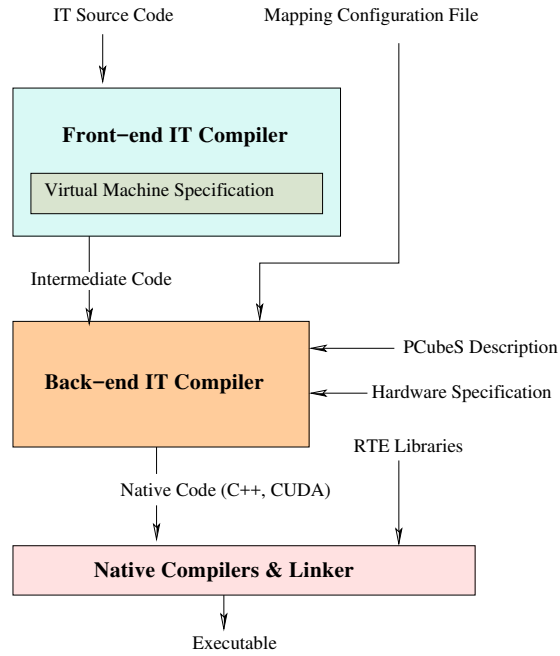 IT Source Code
Mapping Configuration File
Front-end IT Compiler
Virtual Machine Specification
Intermediate Code
Back-end IT Compiler
PCubeS Description
Hardware Specification
RTE Libraries
Native Code (C++, CUDA)
Native Compilers & Linker
Executable